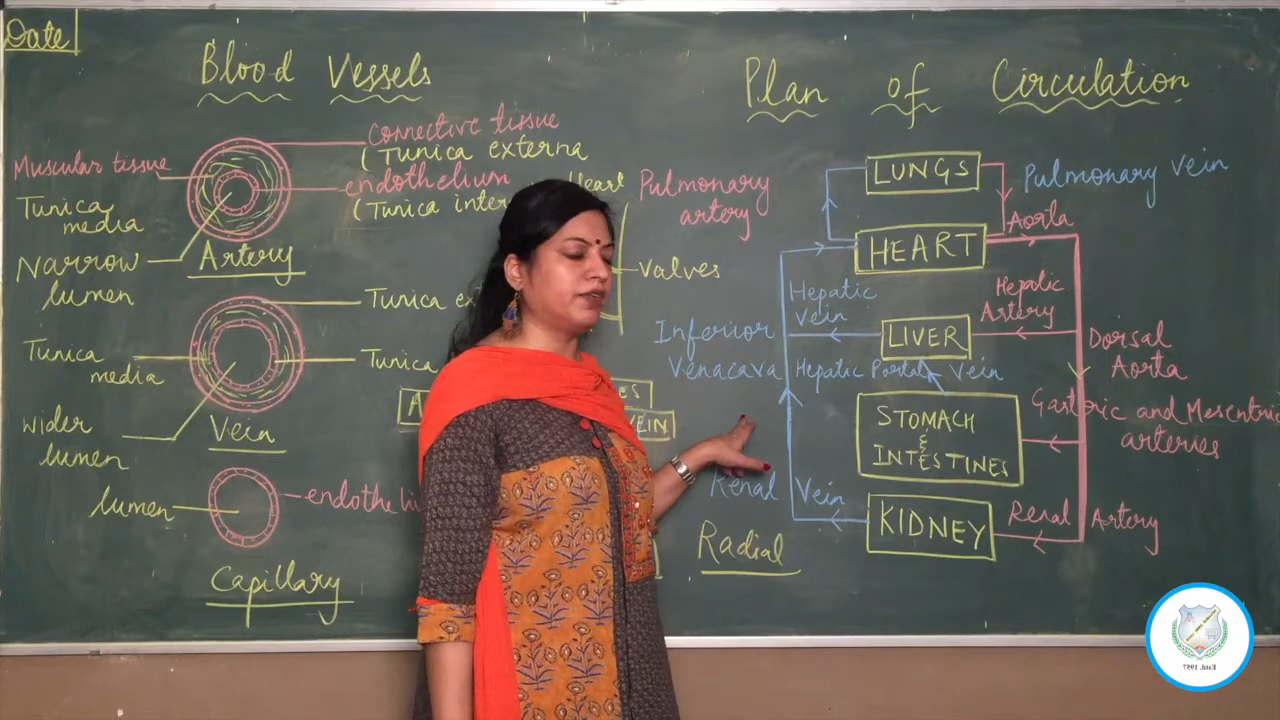 Date
Blood Vessels
Connective tissue
(Tunica externa
Muscular tissue
Tunica
media
endothelium
(Tunica inter
Narrow
lumen
Artery
Heart
Valves
Tunica ex
Tunica
media
Tunica
wider
lumen
Vein
VEIN
lumen
endotheli
Capillary
Radial
Plan of Circulation
LUNGS
Pulmonary Vein
Pulmonary
artery
Aorta
HEART
Hepatic
Vein
Hepatic
Artery
Inferior
Venacava
LIVER
Dorsal
Aorta
Hepatic Portal Vein
STOMACH
&
INTESTINES
Gastoric and Mesentric
arteries
Renal Vein
KIDNEY
Renal Artery
Estd. 1957